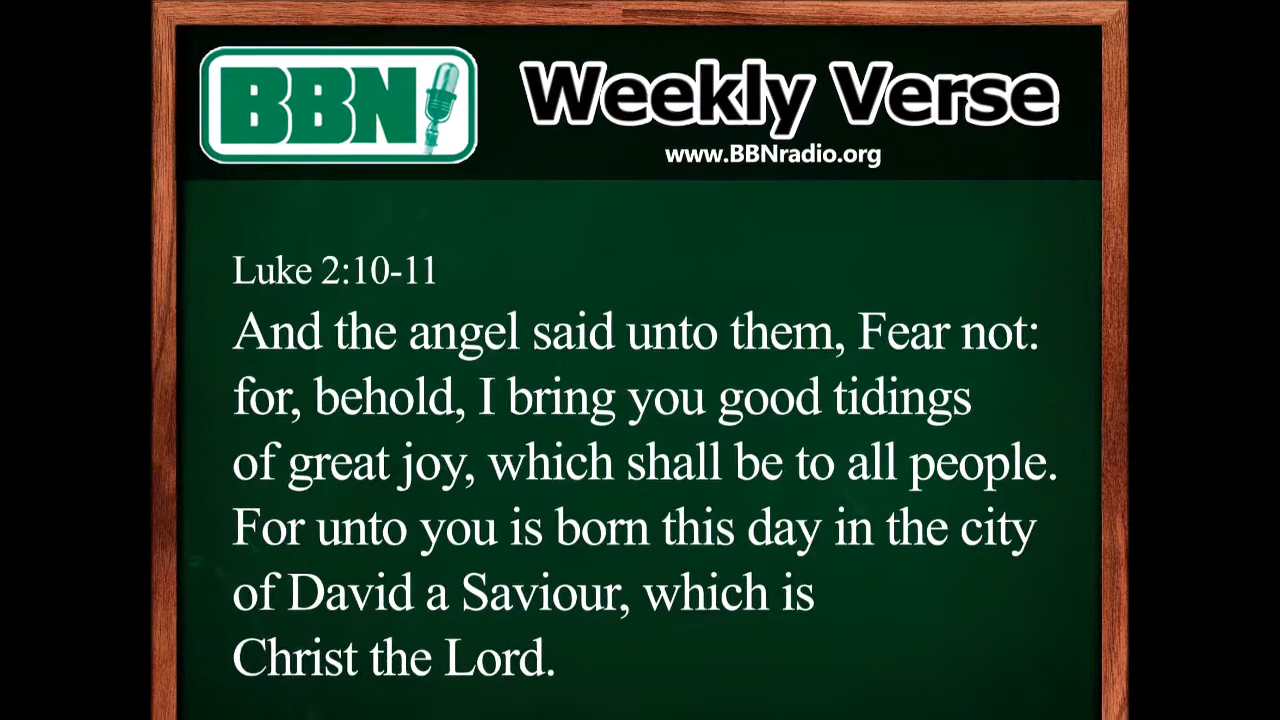 BBN
Weekly Verse
www.BBNradio.org
Luke 2:10-11
And the angel said unto them, Fear not:
for, behold, I bring you good tidings
of great joy, which shall be to all people.
For unto you is born this day in the city
of David a Saviour, which is
Christ the Lord.